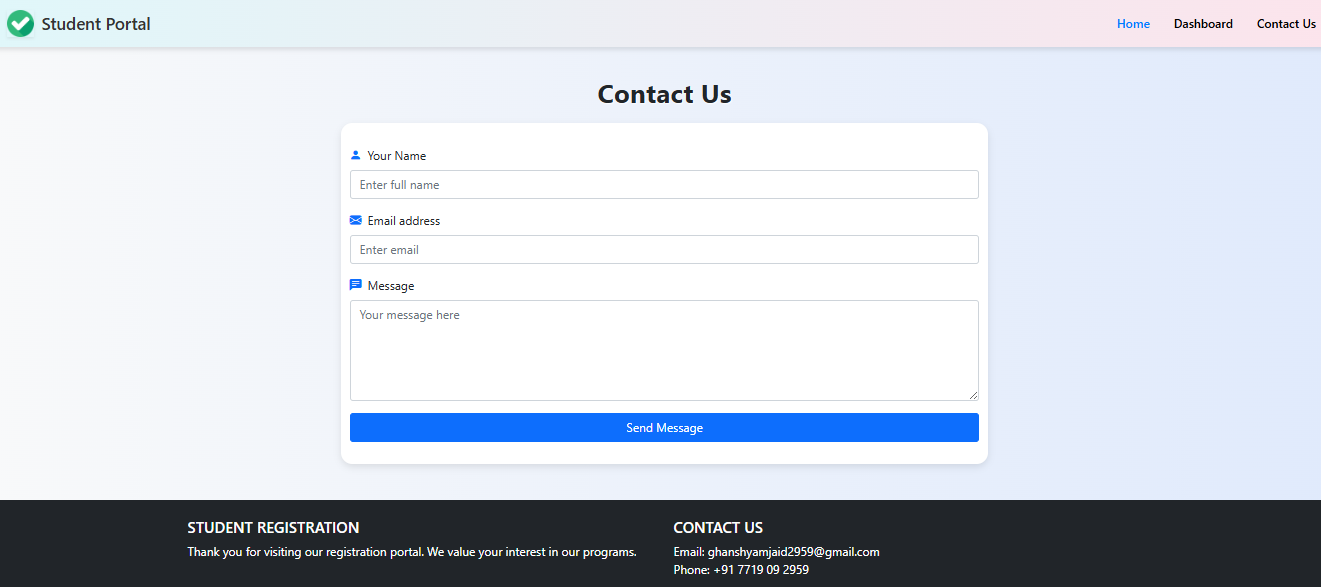 Student Portal
Home Dashboard Contact Us
Contact Us
Your Name
Enter full name
Email address
Enter email
Message
Your message here
Send Message
STUDENT REGISTRATION
Thank you for visiting our registration portal. We value your interest in our programs.
CONTACT US
Email: ghanshyamjaid2959@gmail.com
Phone: +91 7719 09 2959